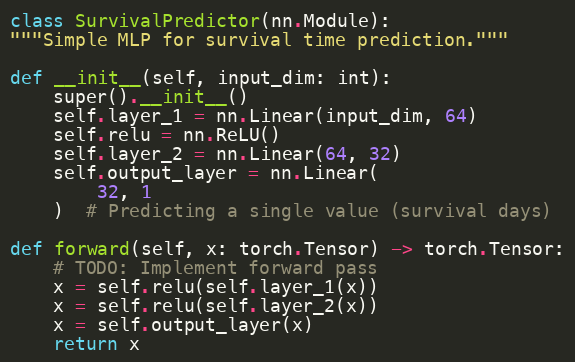 class SurvivalPredictor(nn.Module):
"""Simple MLP for survival time prediction."""

def __init__(self, input_dim: int):
    super().__init__()
    self.layer_1 = nn.Linear(input_dim, 64)
    self.relu = nn.ReLU()
    self.layer_2 = nn.Linear(64, 32)
    self.output_layer = nn.Linear(
        32, 1
    )  # Predicting a single value (survival days)

def forward(self, x: torch.Tensor) -> torch.Tensor:
    # TODO: Implement forward pass
    x = self.relu(self.layer_1(x))
    x = self.relu(self.layer_2(x))
    x = self.output_layer(x)
    return x